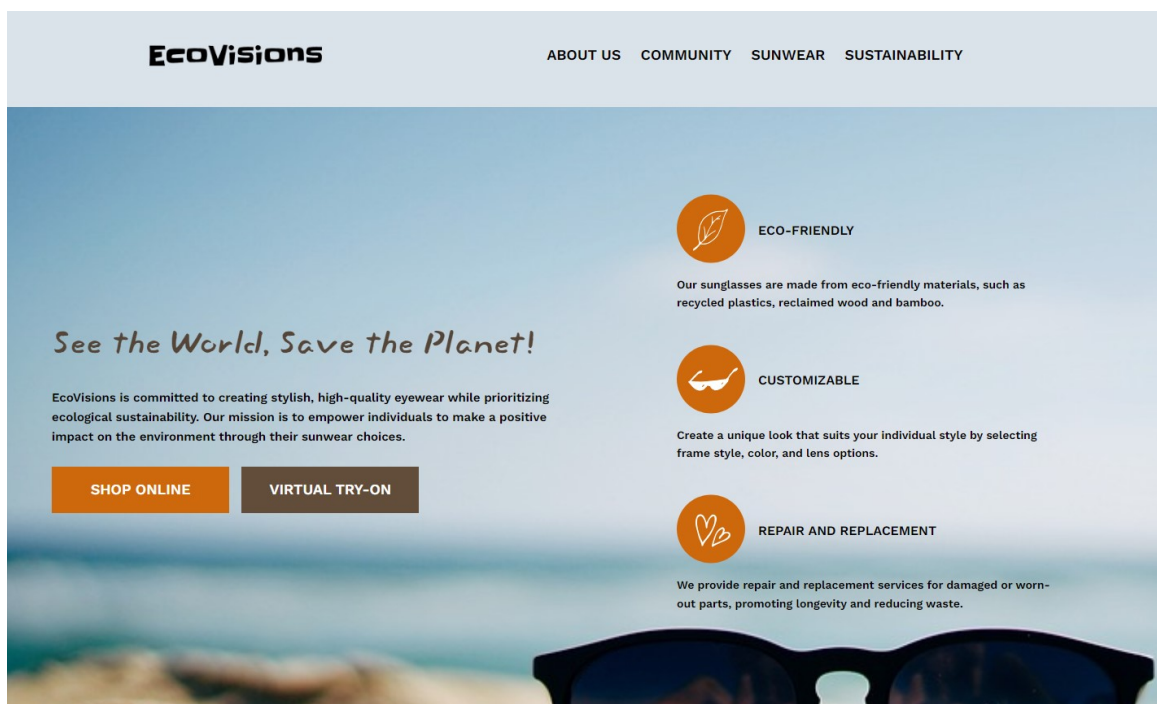 EcoVisions
ABOUT US COMMUNITY SUNWEAR SUSTAINABILITY
See the World, Save the Planet!
EcoVisions is committed to creating stylish, high-quality eyewear while prioritizing
ecological sustainability. Our mission is to empower individuals to make a positive
impact on the environment through their sunwear choices.
SHOP ONLINE
VIRTUAL TRY-ON
ECO-FRIENDLY
Our sunglasses are made from eco-friendly materials, such as
recycled plastics, reclaimed wood and bamboo.
CUSTOMIZABLE
Create a unique look that suits your individual style by selecting
frame style, color, and lens options.
REPAIR AND REPLACEMENT
We provide repair and replacement services for damaged or worn-
out parts, promoting longevity and reducing waste.